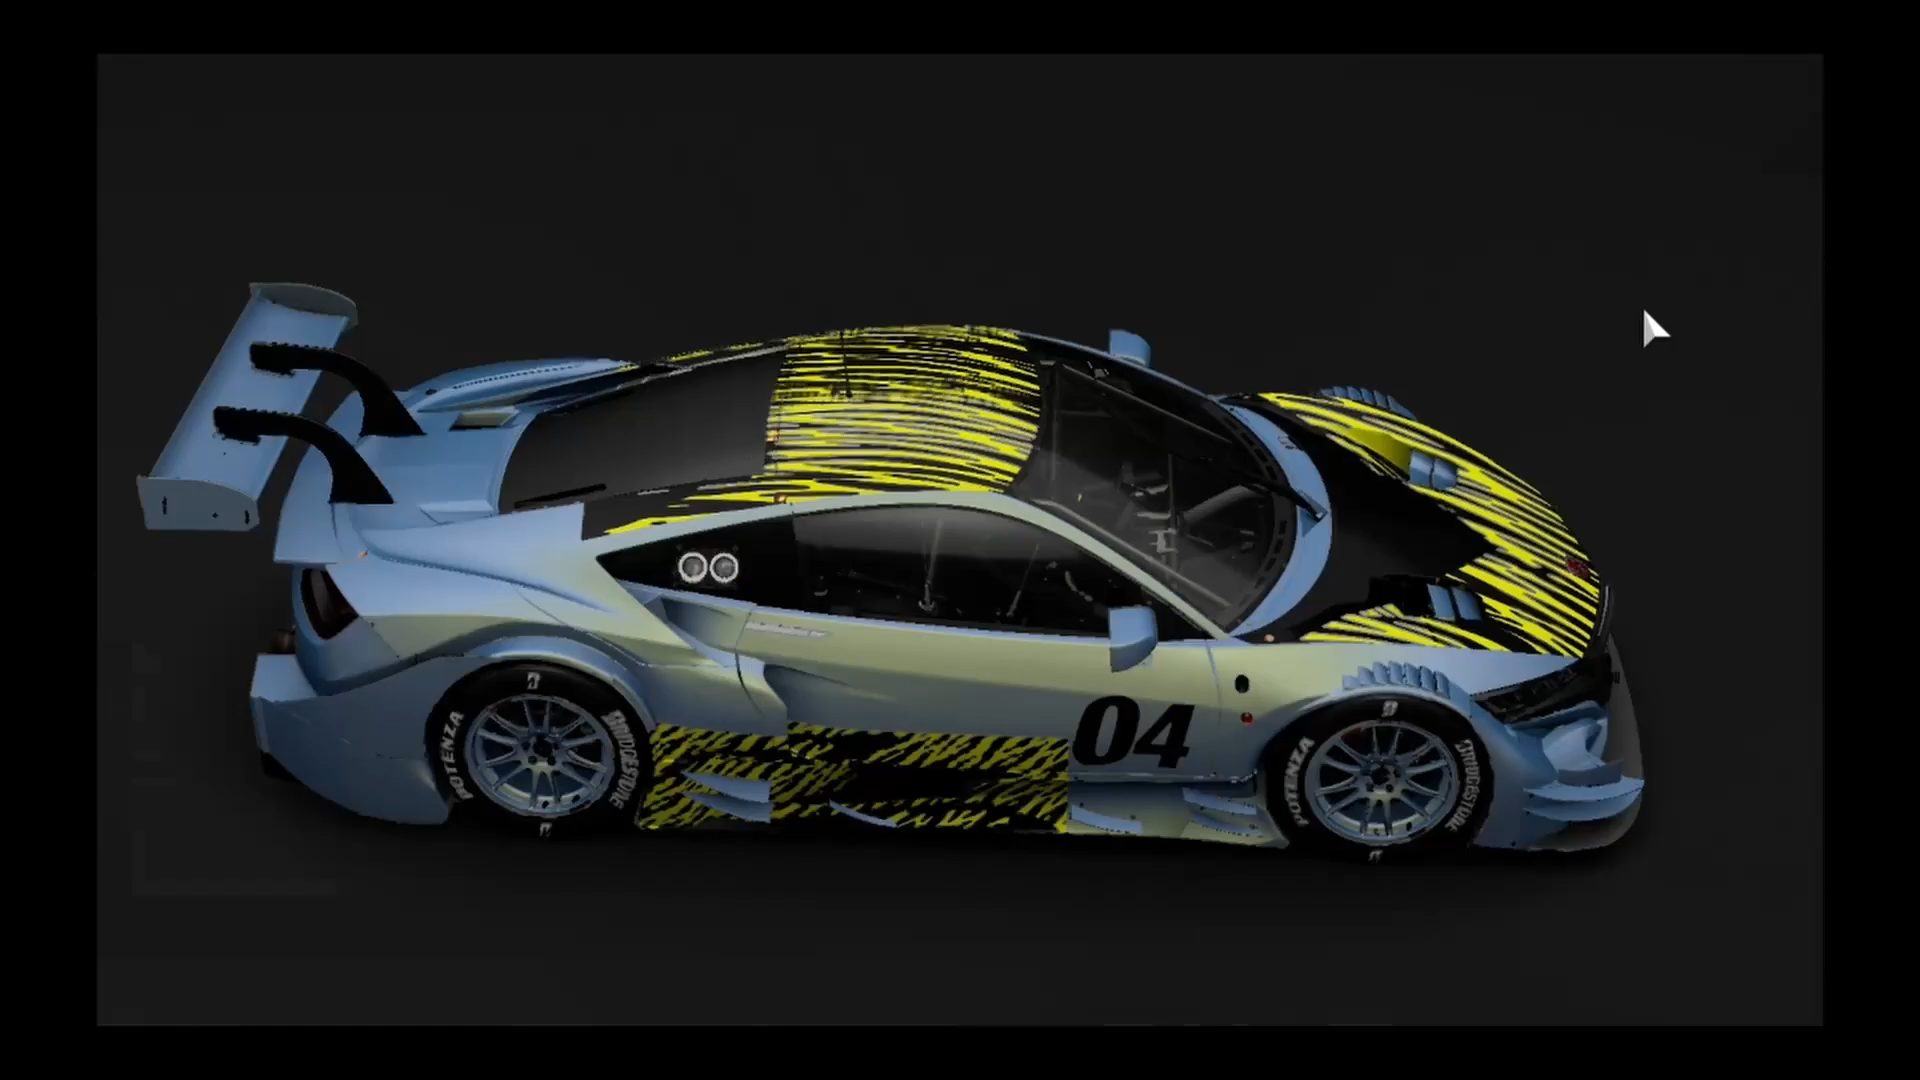 04
POTENZA
BRIDGESTONE
POTENZA
BRIDGESTONE